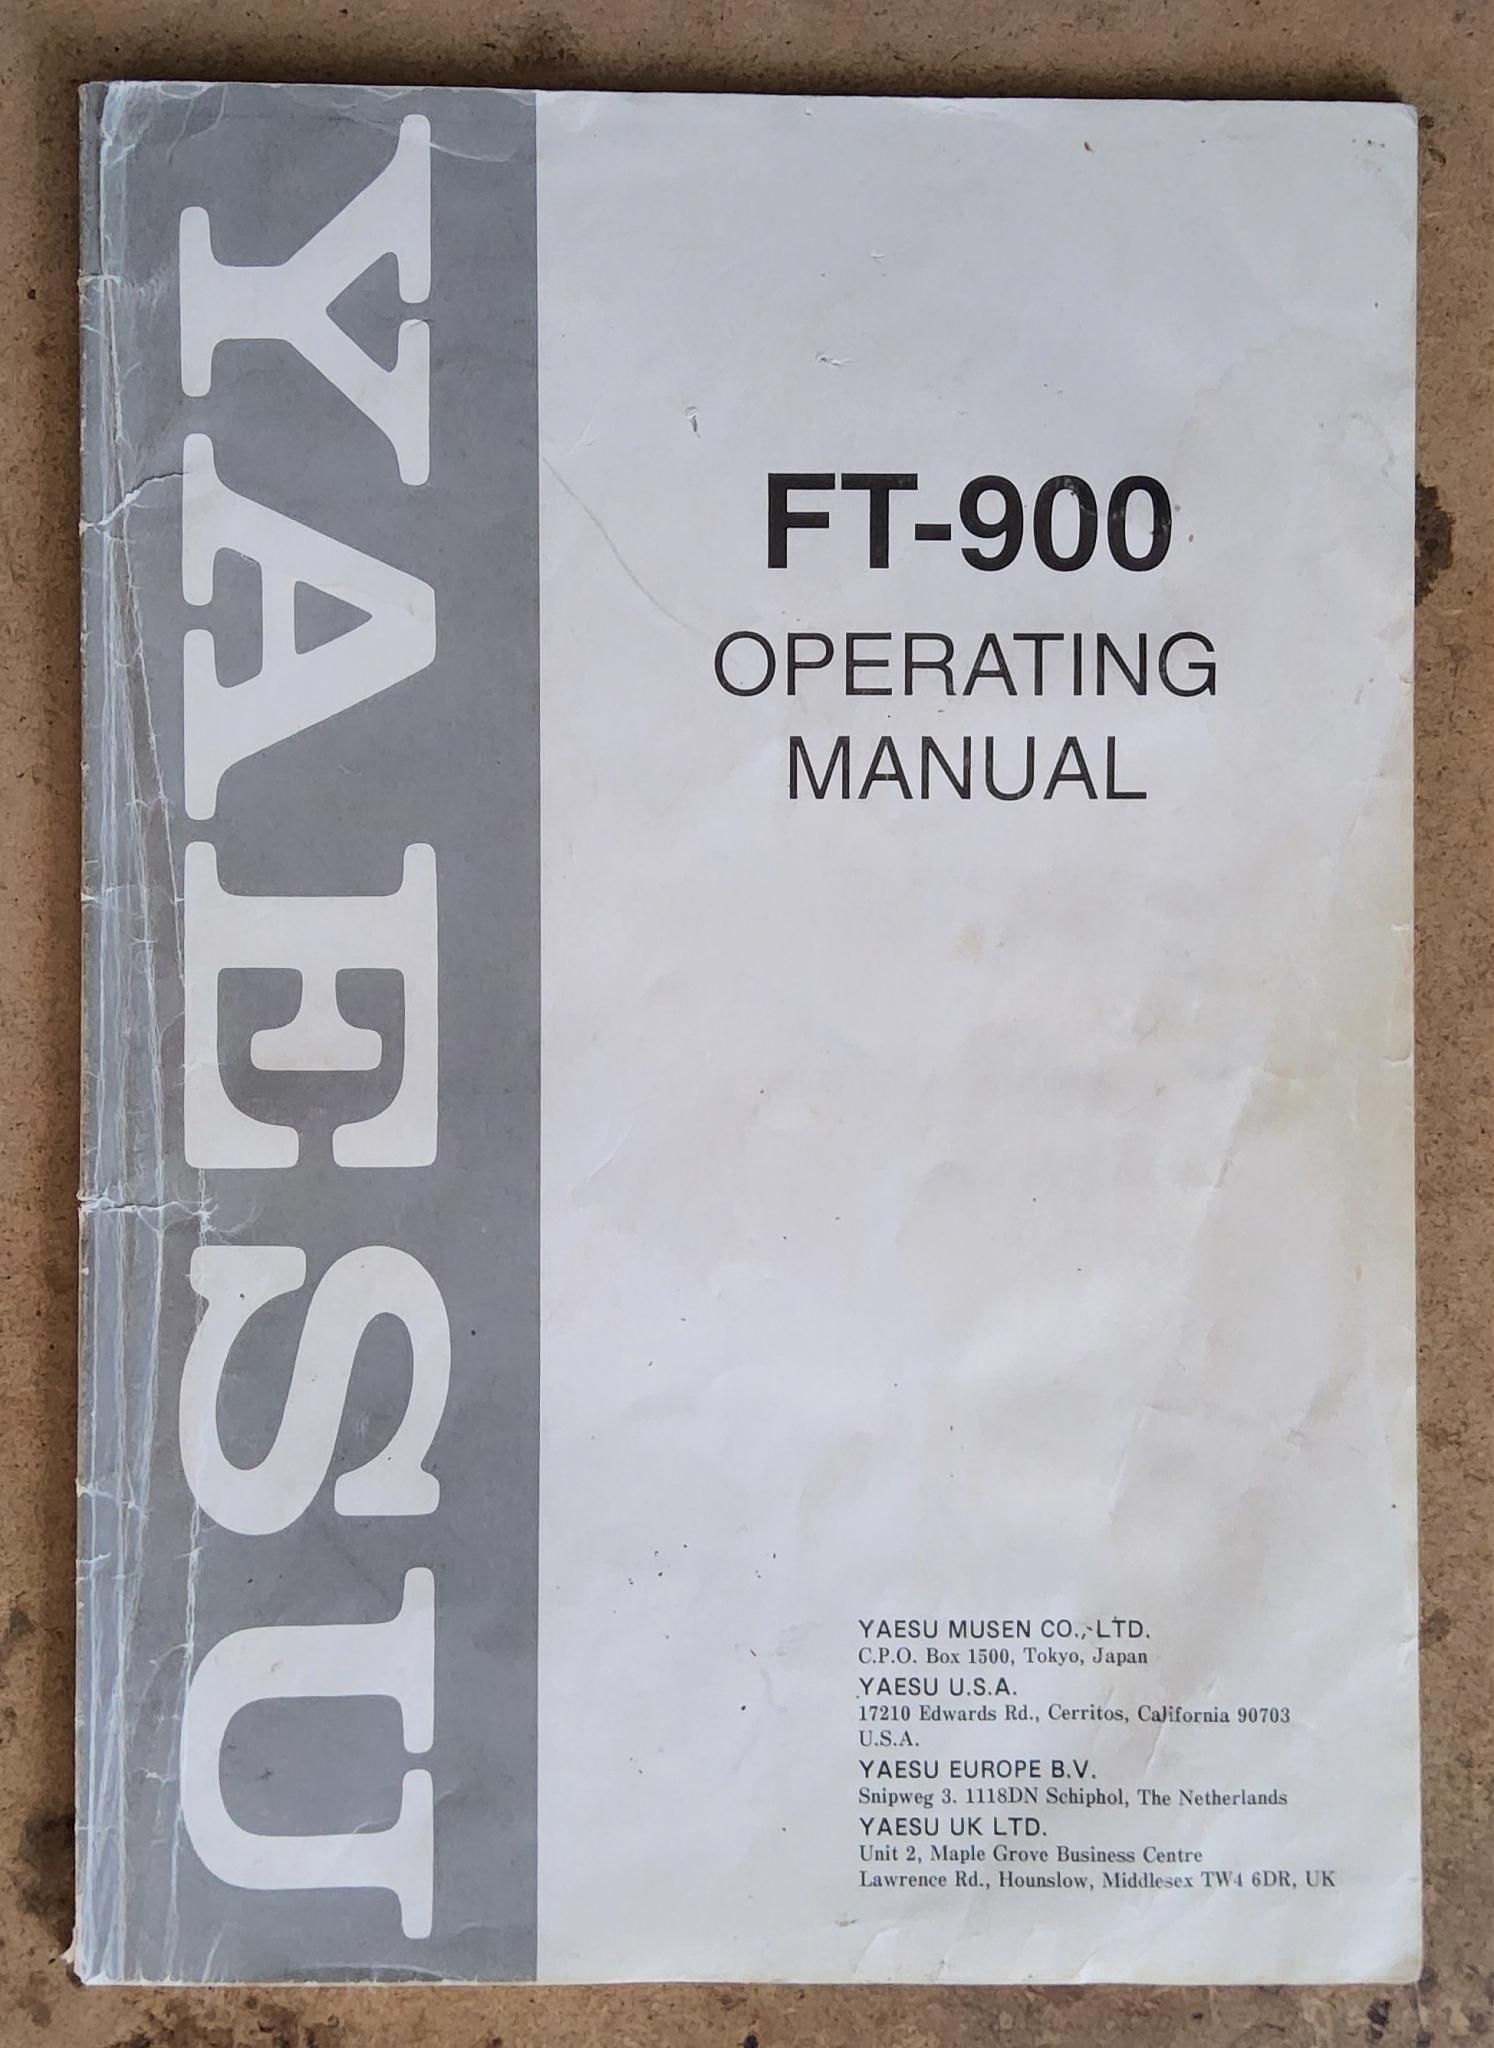 YAESU
FT-900
OPERATING
MANUAL
YAESU MUSEN CO., LTD.
C.P.O. Box 1500, Tokyo, Japan
YAESU U.S.A.
17210 Edwards Rd., Cerritos, California 90703
U.S.A.
YAESU EUROPE B.V.
Snipweg 3. 1118DN Schiphol, The Netherlands
YAESU UK LTD.
Unit 2, Maple Grove Business Centre
Lawrence Rd., Hounslow, Middlesex TW4 6DR, UK